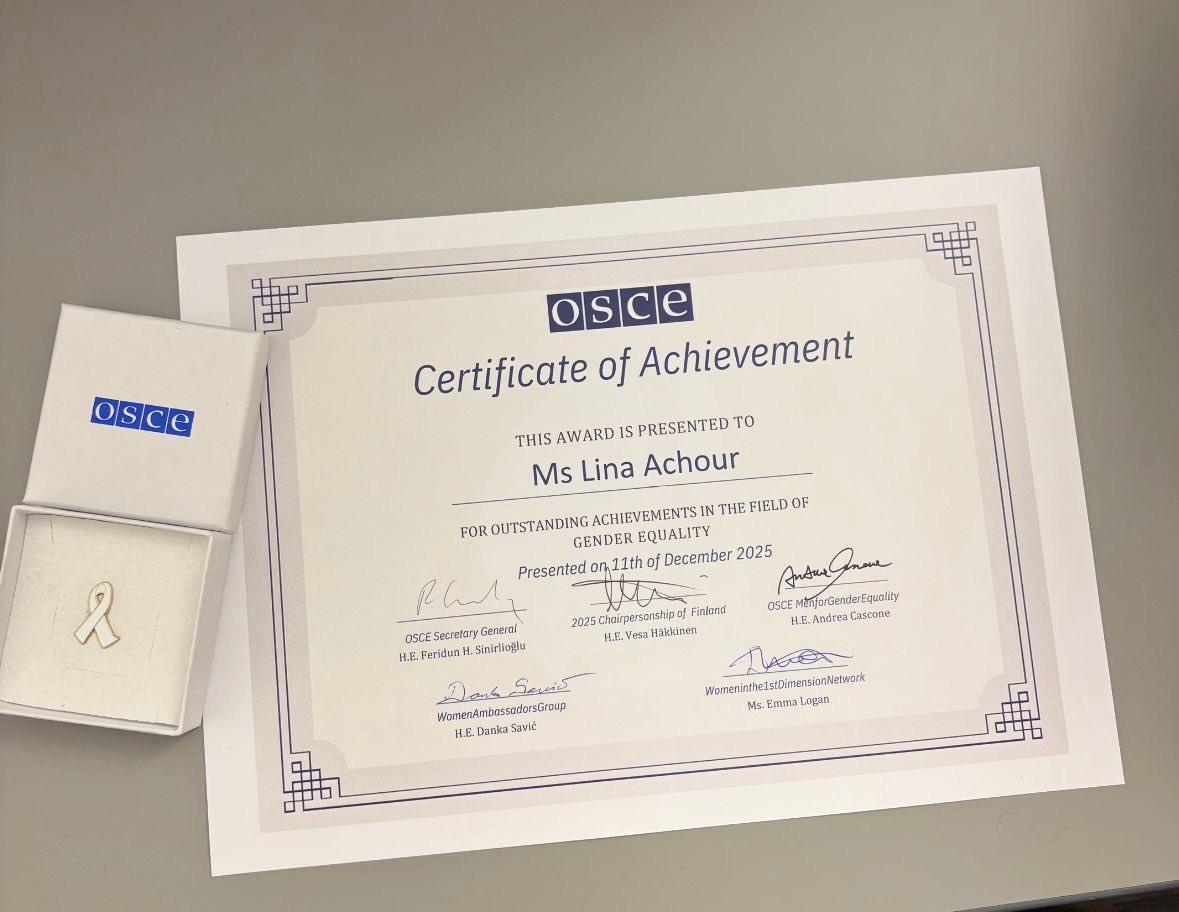 osce
Certificate of Achievement
THIS AWARD IS PRESENTED TO
Ms Lina Achour
FOR OUTSTANDING ACHIEVEMENTS IN THE FIELD OF
GENDER EQUALITY
Presented on 11th of December 2025
OSCE Secretary General
H.E. Feridun H. Sinirlioğlu
2025 Chairpersonship of Finland
H.E. Vesa Häkkinen
OSCE MenforGenderEquality
H.E. Andrea Cascone
Danka Savić
WomenAmbassadorsGroup
H.E. Danka Savić
Womeninthe1stDimensionNetwork
Ms. Emma Logan
osce